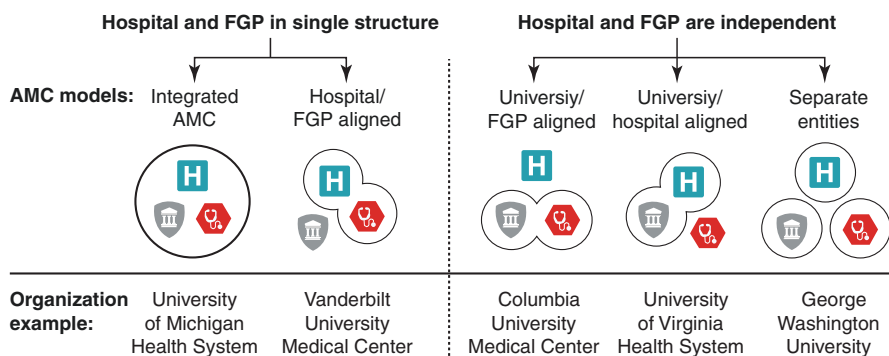 Hospital and FGP in single structure
Hospital and FGP are independent
AMC models:
Integrated
AMC
Hospital/
FGP aligned
Universiy/
FGP aligned
Universiy/
hospital aligned
Separate
entities
H
H
H
H
H
Organization
example:
University
of Michigan
Health System
Vanderbilt
University
Medical Center
Columbia
University
Medical Center
University
of Virginia
Health System
George
Washington
University